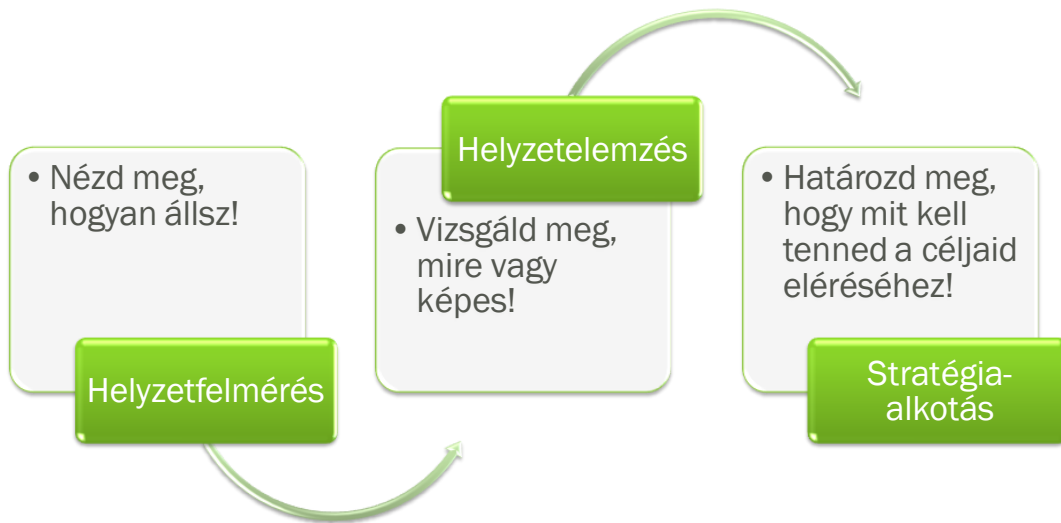 • Nézd meg,
hogyan állsz!
Helyzetfelmérés
Helyzetelemzés
• Vizsgáld meg,
mire vagy
képes!
• Határozd meg,
hogy mit kell
tenned a céljaid
eléréséhez!
Stratégia-
alkotás